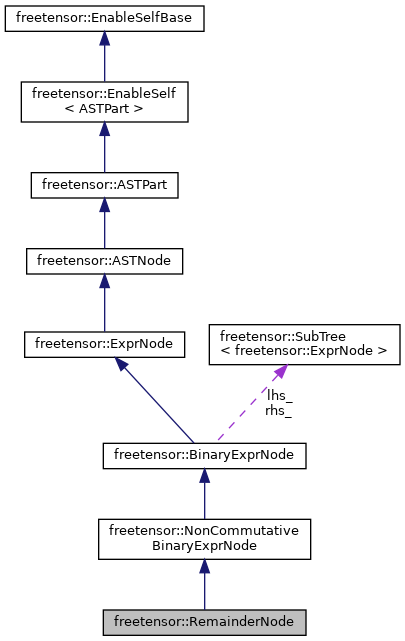 freetensor::EnableSelfBase
freetensor::EnableSelf
< ASTPart >
freetensor::ASTPart
freetensor::ASTNode
freetensor::ExprNode
freetensor::SubTree
< freetensor::ExprNode >
lhs_
rhs_
freetensor::BinaryExprNode
freetensor::NonCommutative
BinaryExprNode
freetensor::RemainderNode